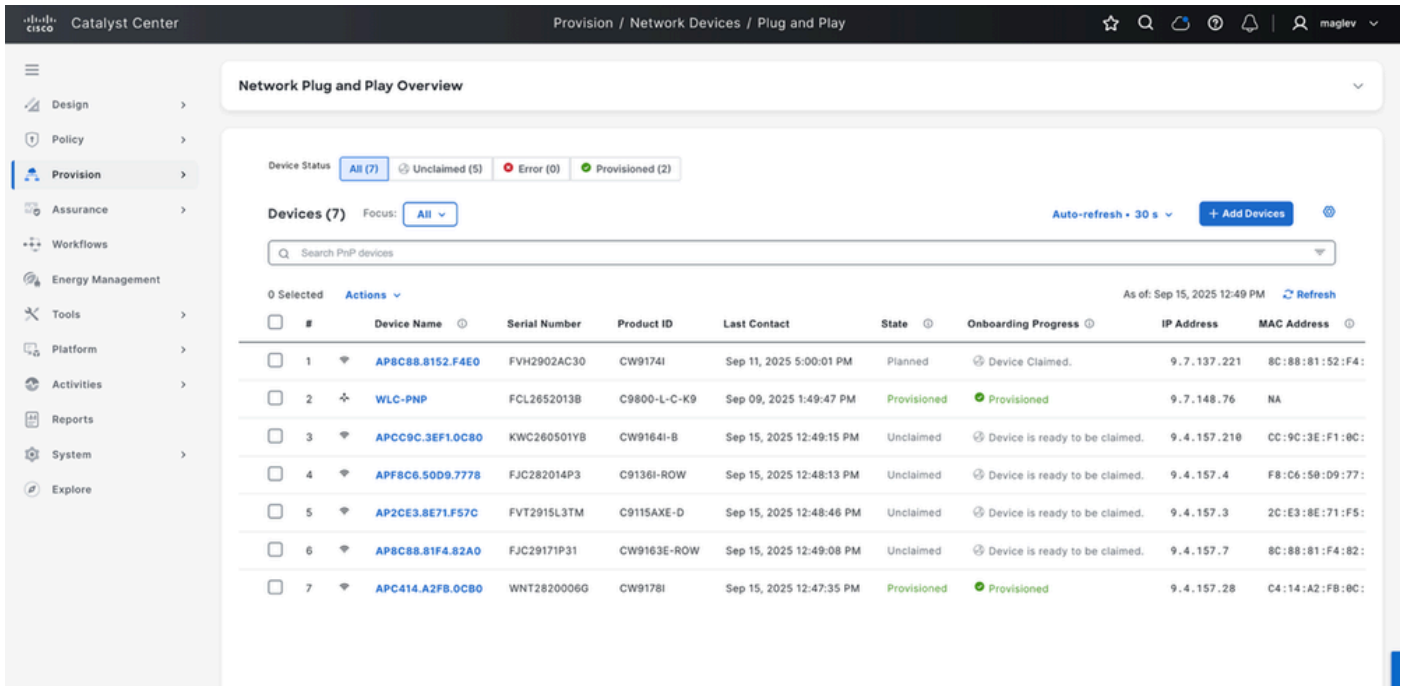 cisco Catalyst Center Provision / Network Devices / Plug and Play maglev
Design
Policy
Provision
Assurance
Workflows
Energy Management
Tools
Platform
Activities
Reports
System
Explore
Network Plug and Play Overview
Device Status All (7) Unclaimed (5) Error (0) Provisioned (2)
Devices (7) Focus: All Auto-refresh • 30 s + Add Devices
Search PnP devices
0 Selected Actions As of: Sep 15, 2025 12:49 PM Refresh
# Device Name Serial Number Product ID Last Contact State Onboarding Progress IP Address MAC Address
1 AP8C88.8152.F4E0 FVH2902AC30 CW9174I Sep 11, 2025 5:00:01 PM Planned Device Claimed. 9.7.137.221 8C:88:81:52:F4:
2 WLC-PNP FCL2652013B C9800-L-C-K9 Sep 09, 2025 1:49:47 PM Provisioned Provisioned 9.7.148.76 NA
3 APCC9C.3EF1.0C80 KWC260501YB CW9164I-B Sep 15, 2025 12:49:15 PM Unclaimed Device is ready to be claimed. 9.4.157.210 CC:9C:3E:F1:0C:
4 APF8C6.50D9.7778 FJC282014P3 C9136I-ROW Sep 15, 2025 12:48:13 PM Unclaimed Device is ready to be claimed. 9.4.157.4 F8:C6:50:D9:77:
5 AP2CE3.8E71.F57C FVT2915L3TM C9115AXE-D Sep 15, 2025 12:48:46 PM Unclaimed Device is ready to be claimed. 9.4.157.3 2C:E3:8E:71:F5:
6 AP8C88.81F4.82A0 FJC29171P31 CW9163E-ROW Sep 15, 2025 12:49:08 PM Unclaimed Device is ready to be claimed. 9.4.157.7 8C:88:81:F4:82:
7 APC414.A2FB.0CB0 WNT2820006G CW9178I Sep 15, 2025 12:47:35 PM Provisioned Provisioned 9.4.157.28 C4:14:A2:FB:0C: